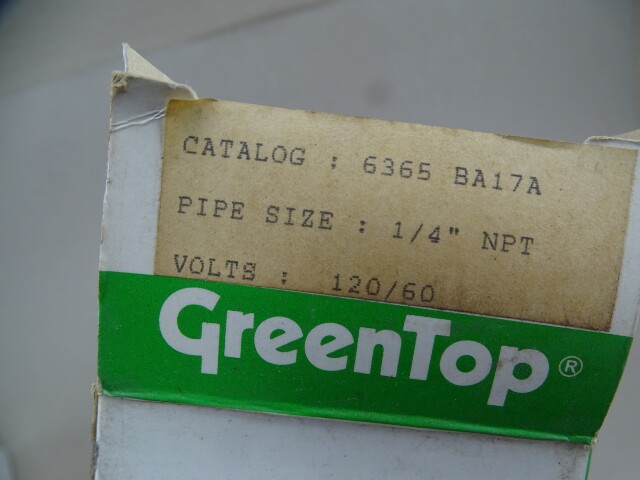 CATALOG : 6365 BA17A
PIPE SIZE : 1/4" NPT
VOLTS : 120/60
GreenTop®